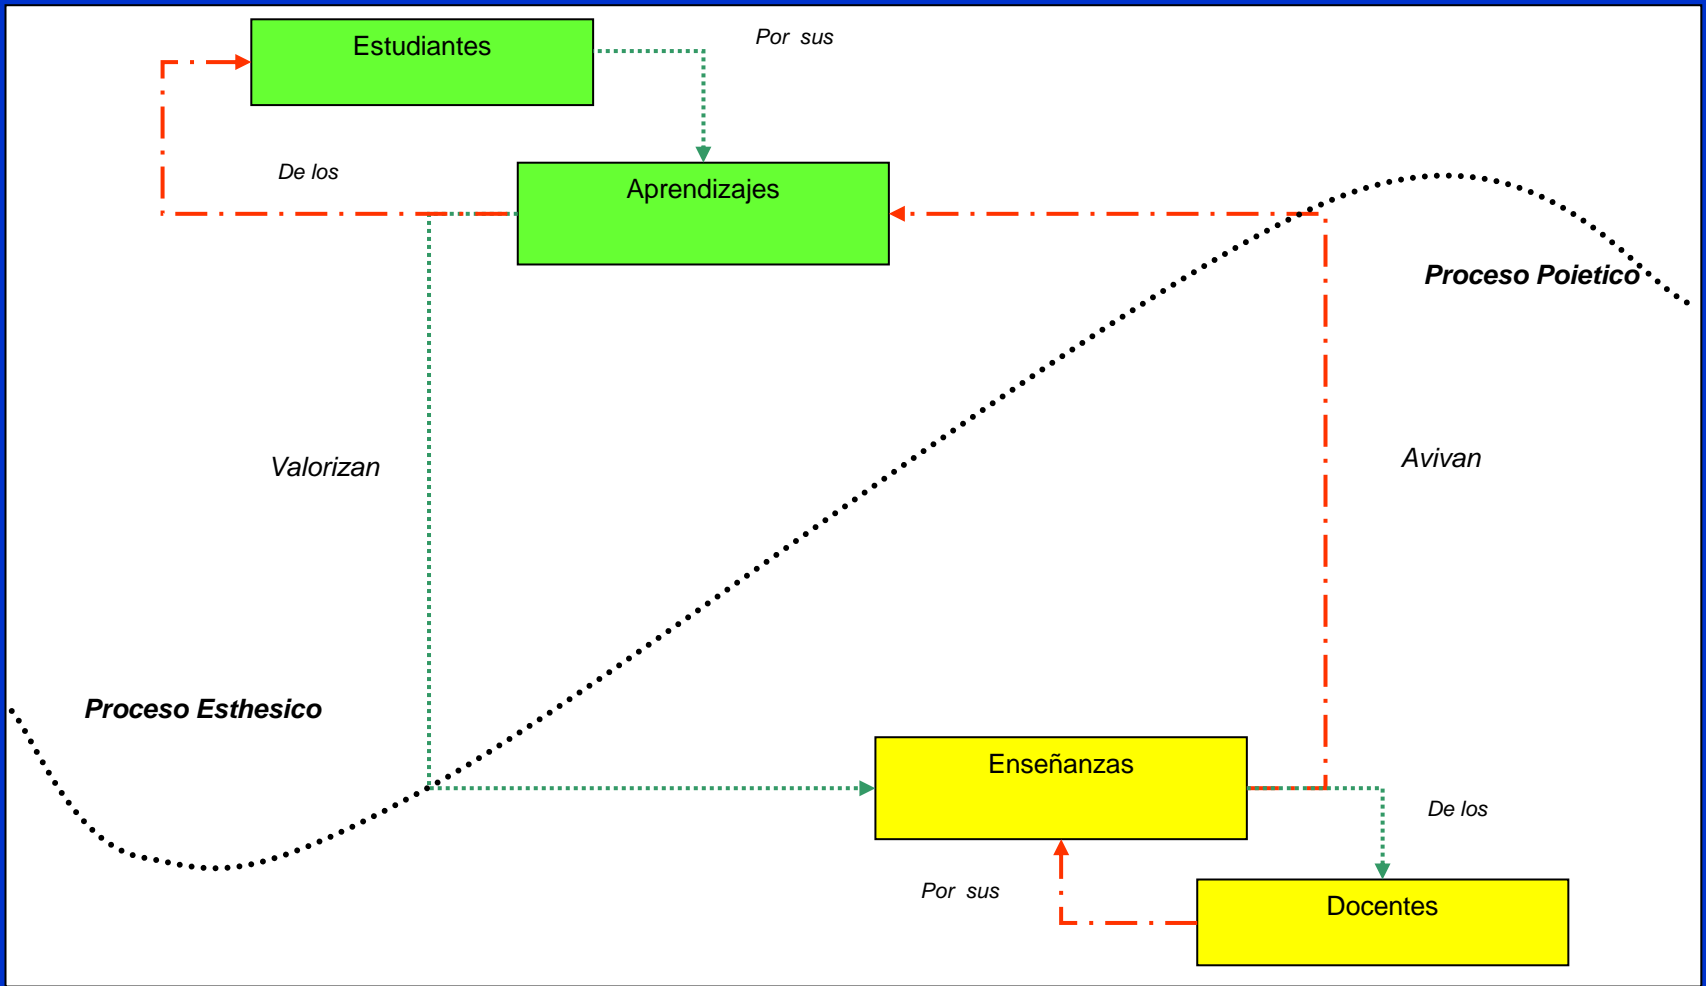 Estudiantes
Por sus
De los
Aprendizajes
Proceso Poietico
Valorizan
Avivan
Proceso Esthesico
Enseñanzas
De los
Por sus
Docentes